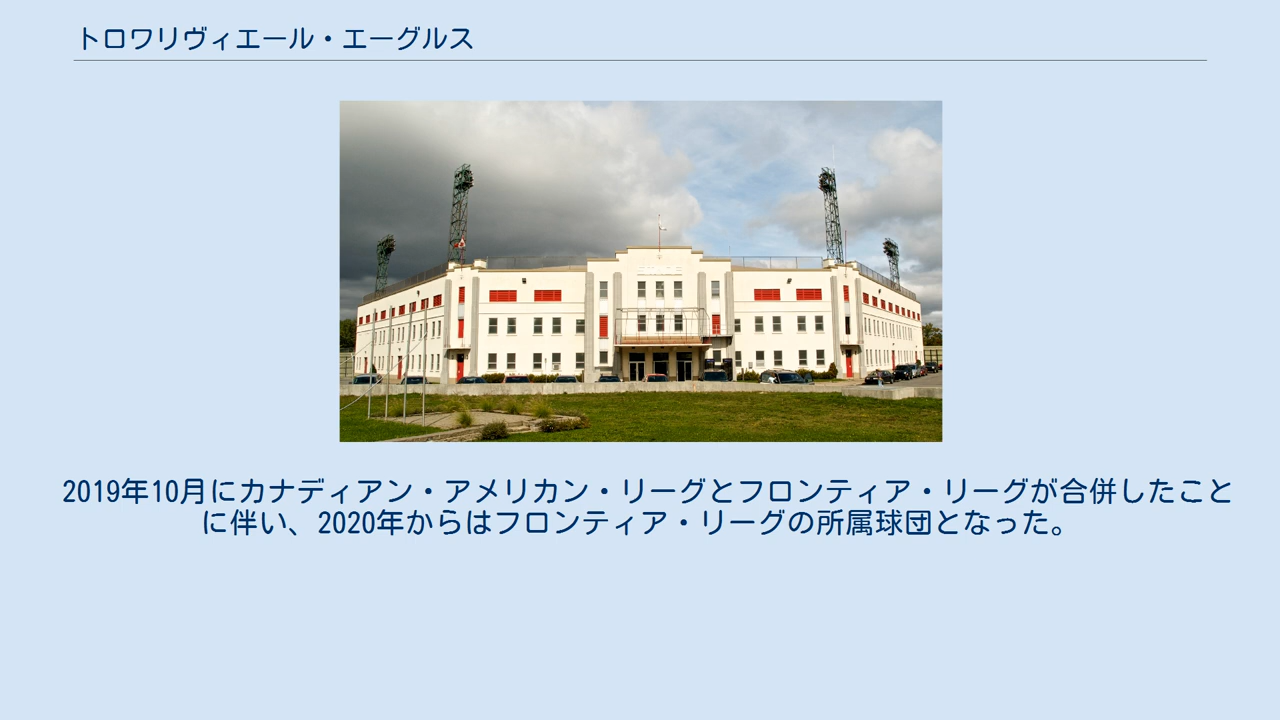 トロワリヴィエール・エーグルス
2019年10月にカナディアン・アメリカン・リーグとフロンティア・リーグが合併したこと
に伴い、2020年からはフロンティア・リーグの所属球団となった。